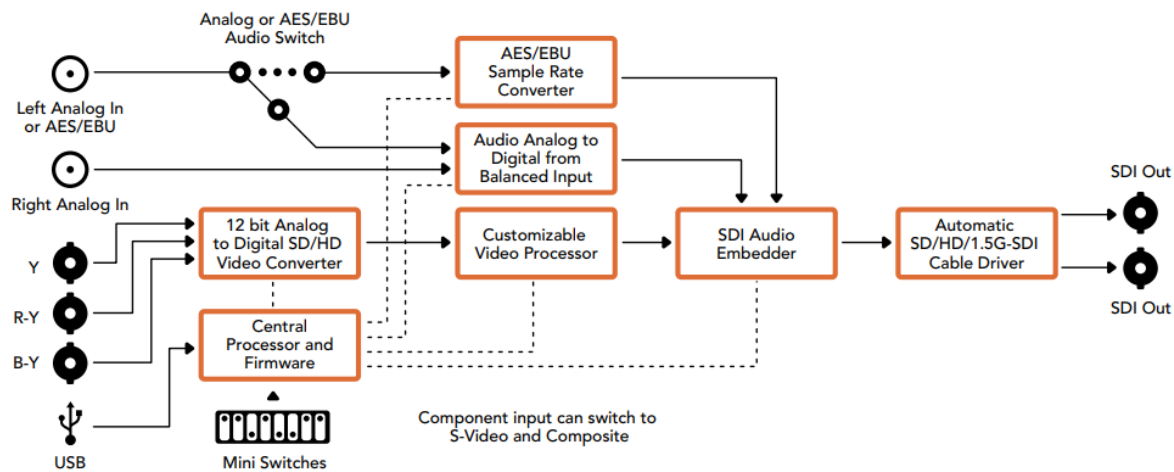 Analog or AES/EBU
Audio Switch
Left Analog In
or AES/EBU
AES/EBU
Sample Rate
Converter
Audio Analog to
Digital from
Balanced Input
Right Analog In
12 bit Analog
to Digital SD/HD
Video Converter
Customizable
Video Processor
SDI Audio
Embedder
Automatic
SD/HD/1.5G-SDI
Cable Driver
SDI Out
SDI Out
Y
R-Y
B-Y
Central
Processor and
Firmware
USB
Mini Switches
Component input can switch to
S-Video and Composite